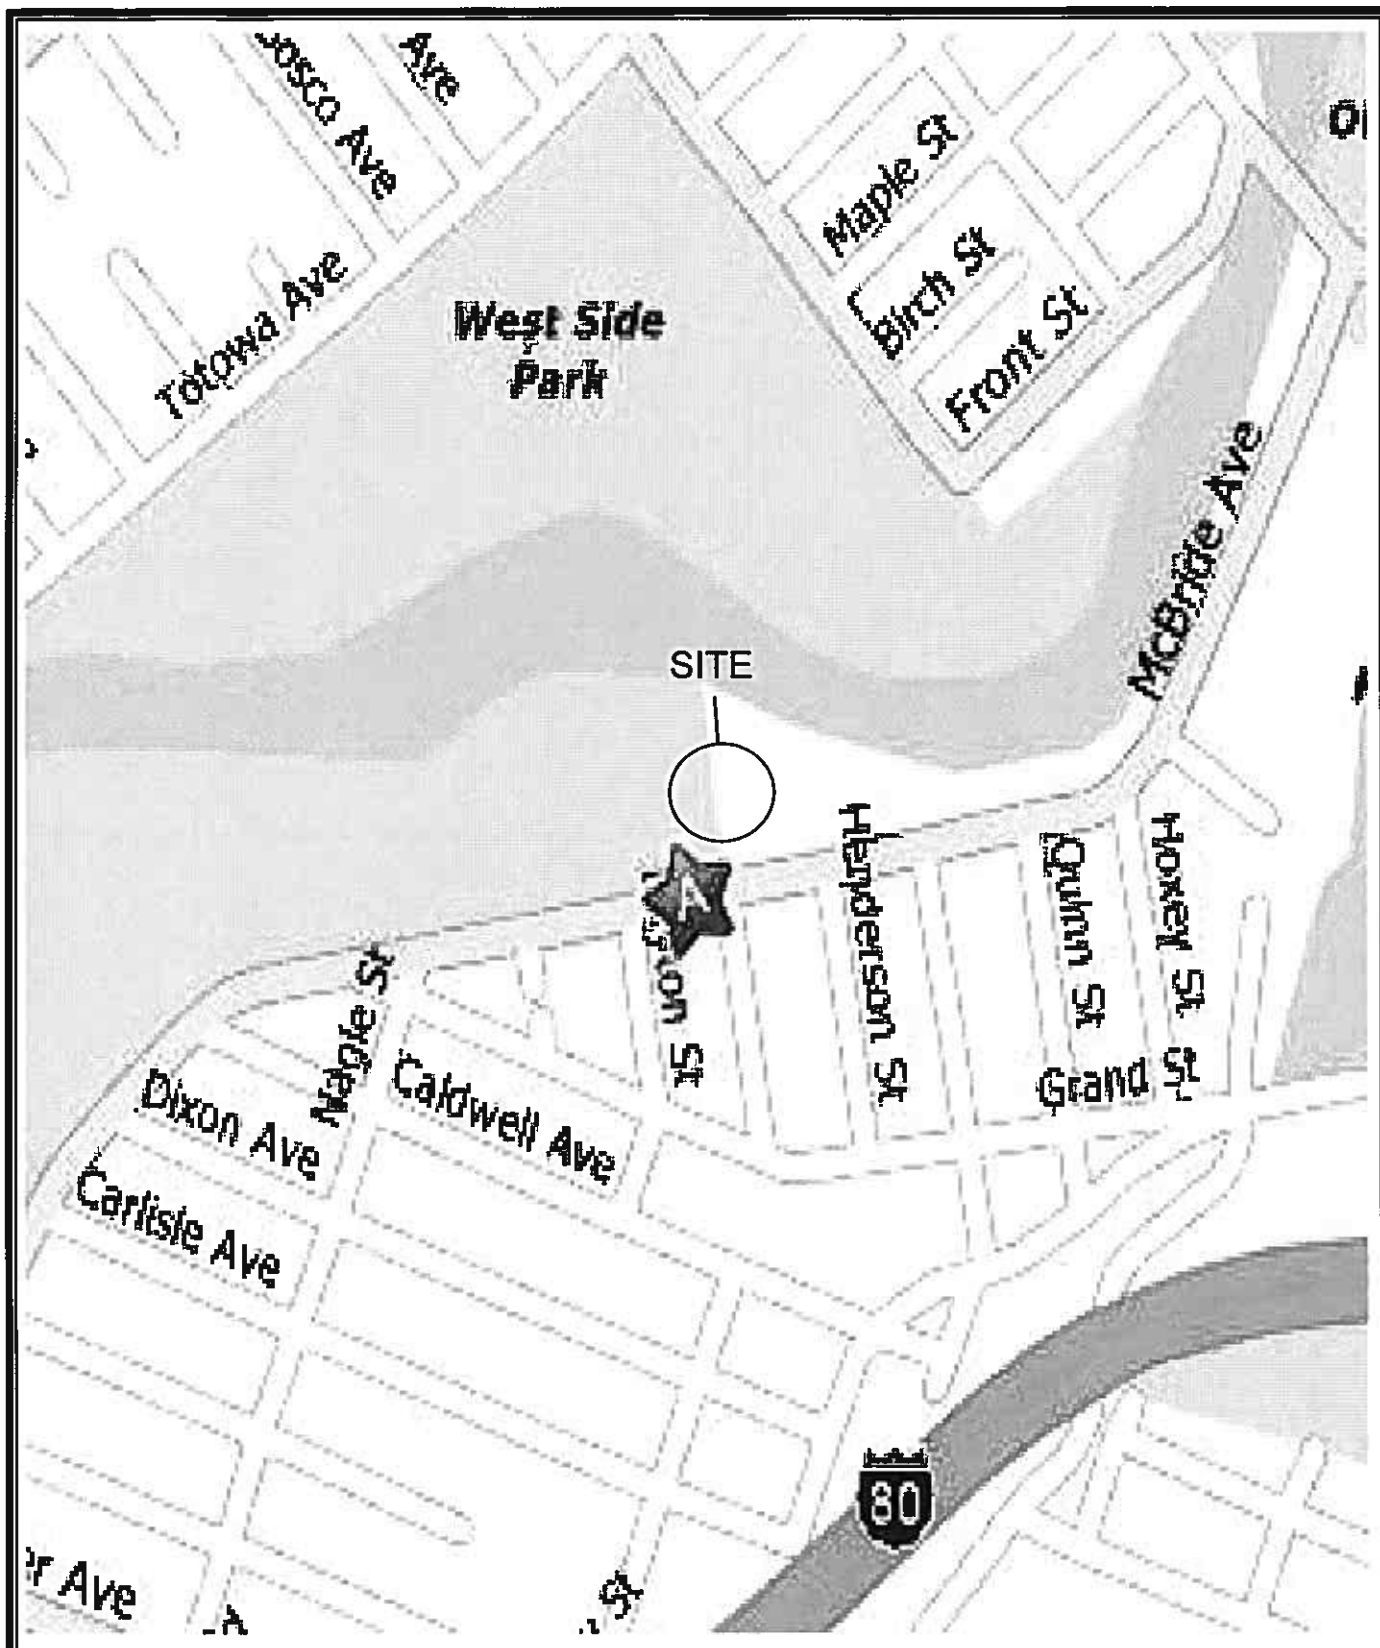 Ave
Maple St
Birch St
Front St
Totowa Ave
West Side
Park
McBride Ave
SITE
A
Henderson St
Quinn St
Hoxey St
Nagle St
Grand St
Dixon Ave
Caldwell Ave
Carlisle Ave
St
80
Ave
St